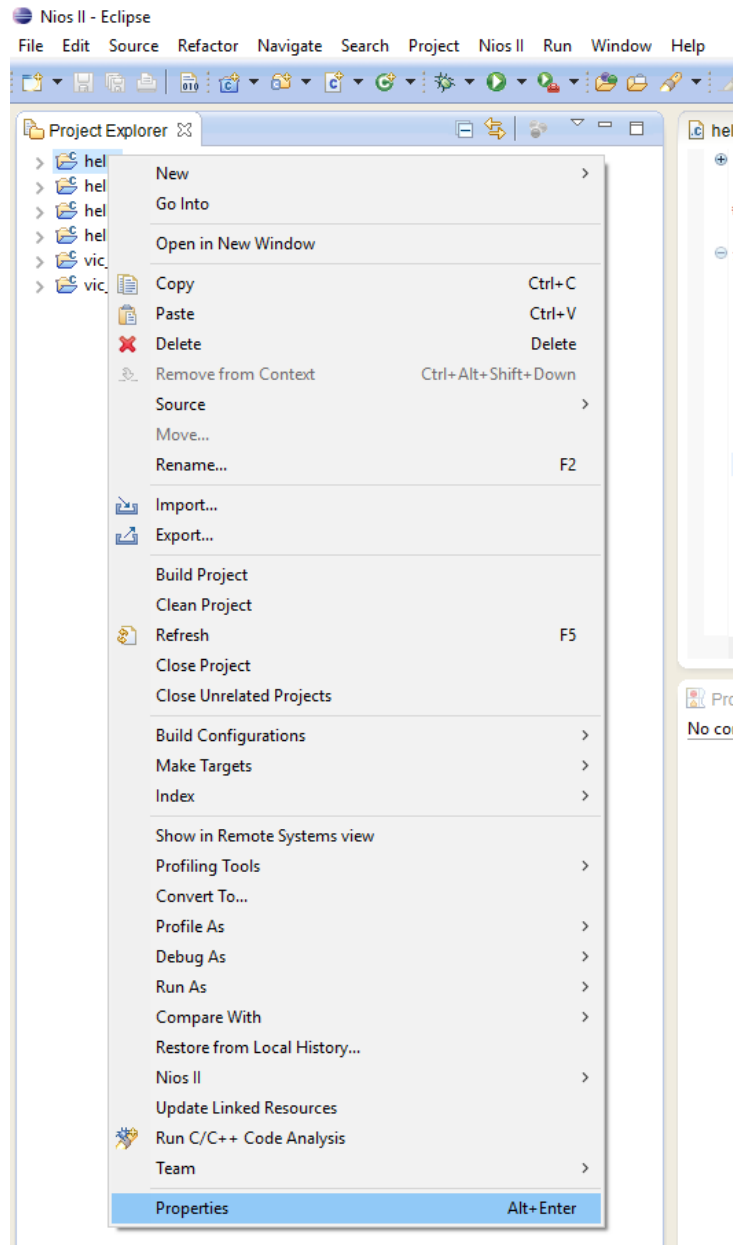 Nios II - Eclipse
File Edit Source Refactor Navigate Search Project Nios II Run Window Help
Project Explorer
hel
hel
hel
hel
vic_
vic_
New
Go Into
Open in New Window
Copy Ctrl+C
Paste Ctrl+V
Delete Delete
Remove from Context Ctrl+Alt+Shift+Down
Source
Move...
Rename... F2
Import...
Export...
Build Project
Clean Project
Refresh F5
Close Project
Close Unrelated Projects
Build Configurations
Make Targets
Index
Show in Remote Systems view
Profiling Tools
Convert To...
Profile As
Debug As
Run As
Compare With
Restore from Local History...
Nios II
Update Linked Resources
Run C/C++ Code Analysis
Team
Properties Alt+Enter
hel
Pro
No co